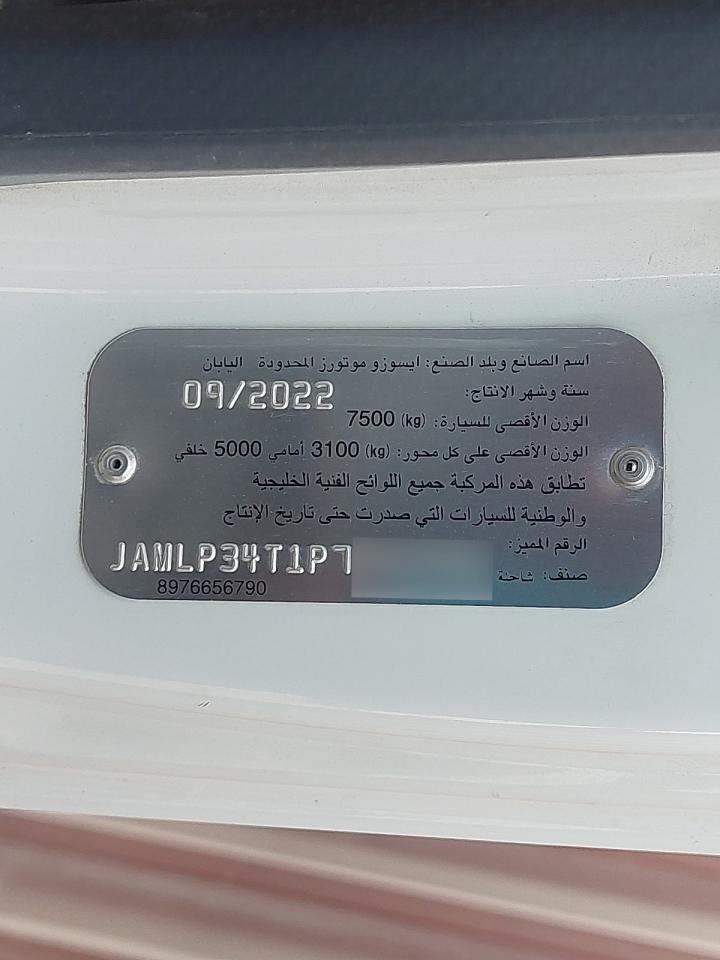 اسم الصانع وبلد الصنع: ايسوزو موتورز المحدودة اليابان
سنة وشهر الانتاج: 09/2022
الوزن الأقصى للسيارة: (kg) 7500
الوزن الأقصى على كل محور: (kg) 3100 أمامي 5000 خلفي
تطابق هذه المركبة جميع اللوائح الفنية الخليجية
والوطنية للسيارات التي صدرت حتى تاريخ الإنتاج
الرقم المميز: JAMLP34T1P7
صنف: شاحنة
8976656790